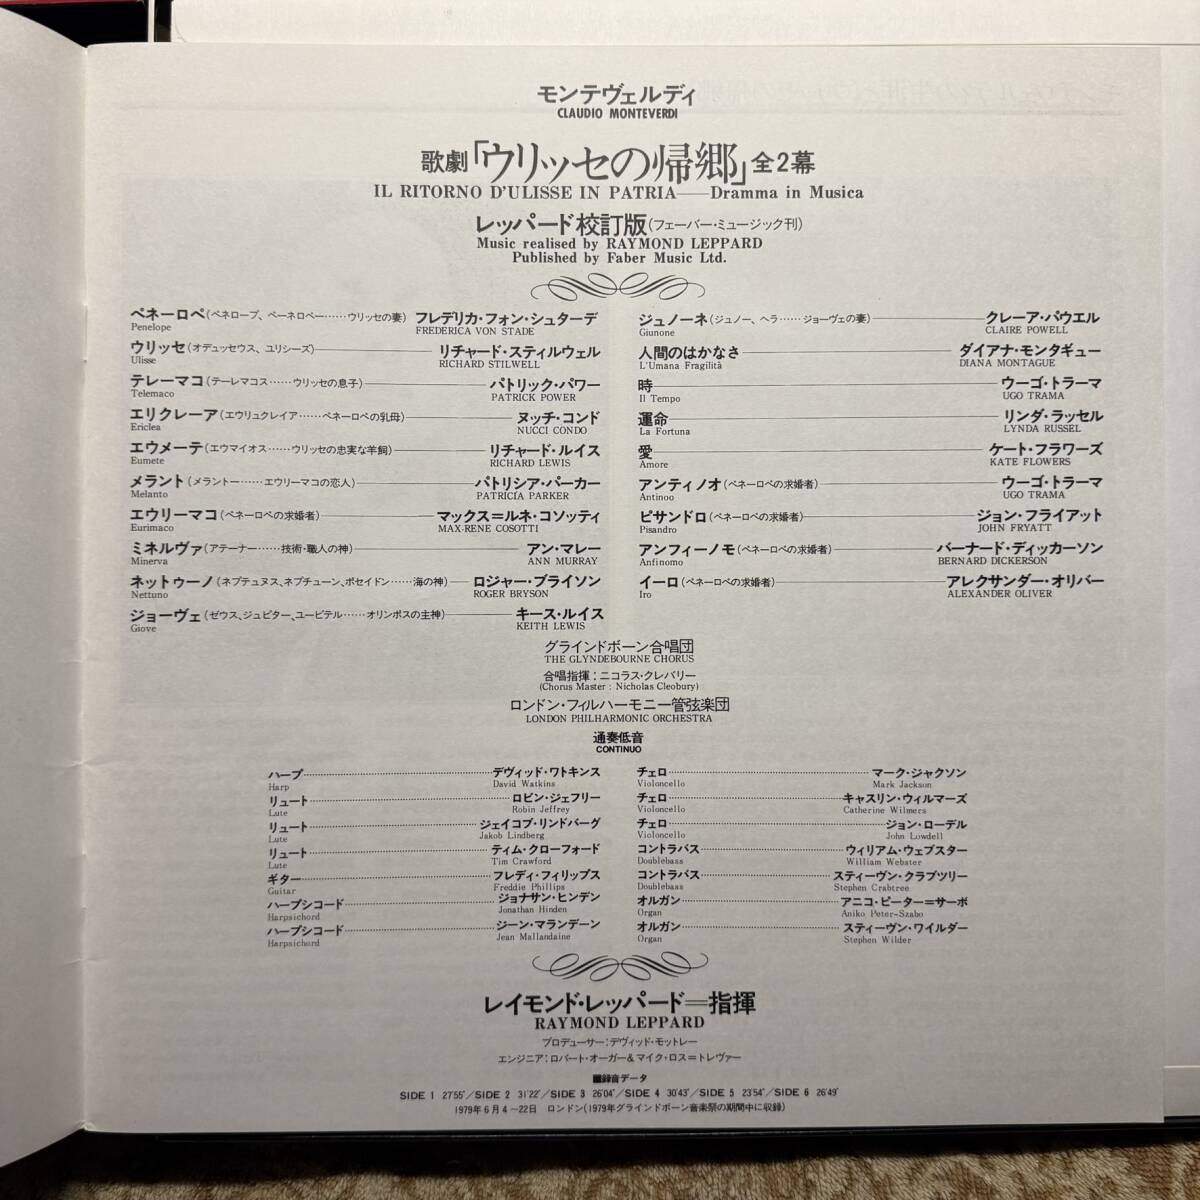 モンテヴェルディ
CLAUDIO MONTEVERDI
歌劇「ウリッセの帰郷」全2幕
IL RITORNO D'ULISSE IN PATRIA——Dramma in Musica
レッパード校訂版(フェーバー・ミュージック刊)
Music realised by RAYMOND LEPPARD
Published by Faber Music Ltd.
ペネーロペ(ペネロープ、ペーネロペー……ウリッセの妻) フレデリカ・フォン・シュターデ
Penelope FREDERICA VON STADE
ウリッセ(オデュッセウス、ユリシーズ) リチャード・スティルウェル
Ulisse RICHARD STILWELL
テレーマコ(テーレマコス……ウリッセの息子) パトリック・パワー
Telemaco PATRICK POWER
エリクレーア(エウリュクレイア……ペネーロペの乳母) ヌッチ・コンド
Ericlea NUCCI CONDO
エウメーテ(エウマイオス……ウリッセの忠実な羊飼) リチャード・ルイス
Eumete RICHARD LEWIS
メラント(メラントー……エウリーマコの恋人) パトリシア・パーカー
Melanto PATRICIA PARKER
エウリーマコ(ペネーロペの求婚者) マックス=ルネ・コソッティ
Eurimaco MAX-RENE COSOTTI
ミネルヴァ(アテーナー……技術・職人の神) アン・マレー
Minerva ANN MURRAY
ネットゥーノ(ネプテュヌス、ネプチューン、ポセイドン……海の神) ロジャー・ブライソン
Nettuno ROGER BRYSON
ジョーヴェ(ゼウス、ジュピター、ユーピテル……オリンポスの主神) キース・ルイス
Giove KEITH LEWIS
ジュノーネ(ジュノー、ヘラ……ジョーヴェの妻) クレーア・パウエル
Giunone CLAIRE POWELL
人間のはかなさ ダイアナ・モンタギュー
L'Umana Fragilità DIANA MONTAGUE
時 ウーゴ・トラーマ
Il Tempo UGO TRAMA
運命 リンダ・ラッセル
La Fortuna LYNDA RUSSEL
愛 ケート・フラワーズ
Amore KATE FLOWERS
アンティノオ(ペネーロペの求婚者) ウーゴ・トラーマ
Antinoo UGO TRAMA
ピサンドロ(ペネーロペの求婚者) ジョン・フライアット
Pisandro JOHN FRYATT
アンフィーノモ(ペネーロペの求婚者) バーナード・ディッカーソン
Anfinomo BERNARD DICKERSON
イーロ(ペネーロペの求婚者) アレクサンダー・オリバー
Iro ALEXANDER OLIVER
グラインドボーン合唱団
THE GLYNDEBOURNE CHORUS
合唱指揮:ニコラス・クレバリー
(Chorus Master : Nicholas Cleobury)
ロンドン・フィルハーモニー管弦楽団
LONDON PHILHARMONIC ORCHESTRA
通奏低音
CONTINUO
ハープ デヴィッド・ワトキンス
Harp David Watkins
リュート ロビン・ジェフリー
Lute Robin Jeffrey
リュート ジェイコブ・リンドバーグ
Lute Jakob Lindberg
リュート ティム・クローフォード
Lute Tim Crawford
ギター フレディ・フィリップス
Guitar Freddie Phillips
ハープシコード ジョナサン・ヒンデン
Harpsichord Jonathan Hinden
ハープシコード ジーン・マランデーン
Harpsichord Jean Mallandaine
チェロ マーク・ジャクソン
Violoncello Mark Jackson
チェロ キャスリン・ウィルマーズ
Violoncello Catherine Wilmers
チェロ ジョン・ローデル
Violoncello John Lowdell
コントラバス ウィリアム・ウェブスター
Doublebass William Webster
コントラバス スティーヴン・クラブツリー
Doublebass Stephen Crabtree
オルガン アニコ・ピーター=サーボ
Organ Aniko Peter-Szabo
オルガン スティーヴン・ワイルダー
Organ Stephen Wilder
レイモンド・レッパード=指揮
RAYMOND LEPPARD
プロデューサー:デヴィッド・モットレー
エンジニア:ロバート・オーガー&マイク・ロス=トレヴァー
■録音データ
SIDE 1 27'55"/SIDE 2 31'22"/SIDE 3 26'04"/SIDE 4 30'43"/SIDE 5 23'54"/SIDE 6 26'49"
1979年6月4～22日 ロンドン(1979年グラインドボーン音楽祭の期間中に収録)